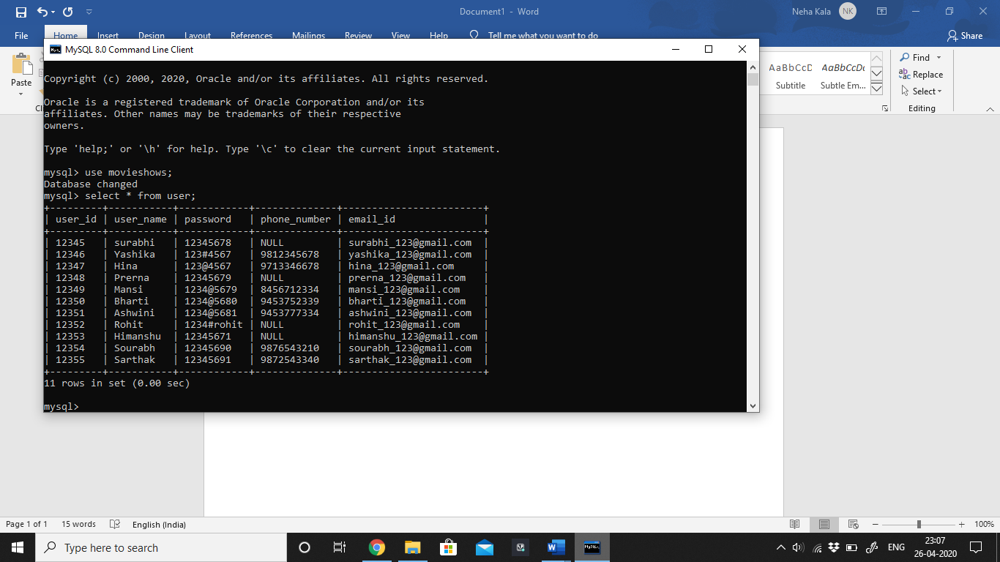 Document1 - Word
Neha Kala NK
File Home Insert Design Layout References Mailings Review View Help Tell me what you want to do Share
MySQL 8.0 Command Line Client
Paste
AaBbCcD AaBbCcDc
Subtitle Subtle Em...
Find
Replace
Select
Editing
Copyright (c) 2000, 2020, Oracle and/or its affiliates. All rights reserved.
Oracle is a registered trademark of Oracle Corporation and/or its
affiliates. Other names may be trademarks of their respective
owners.
Type 'help;' or '\h' for help. Type '\c' to clear the current input statement.
mysql> use movieshows;
Database changed
mysql> select * from user;
+---------+-----------+------------+--------------+------------------------+
| user_id | user_name | password   | phone_number | email_id               |
+---------+-----------+------------+--------------+------------------------+
| 12345   | surabhi   | 12345678   | NULL         | surabhi_123@gmail.com  |
| 12346   | Yashika   | 123#4567   | 9812345678   | yashika_123@gmail.com  |
| 12347   | Hina      | 123@4567   | 9713346678   | hina_123@gmail.com     |
| 12348   | Prerna    | 12345679   | NULL         | prerna_123@gmail.com   |
| 12349   | Mansi     | 1234@5679  | 8456712334   | mansi_123@gmail.com    |
| 12350   | Bharti    | 1234@5680  | 9453752339   | bharti_123@gmail.com   |
| 12351   | Ashwini   | 1234@5681  | 9453777334   | ashwini_123@gmail.com  |
| 12352   | Rohit     | 1234#rohit | NULL         | rohit_123@gmail.com    |
| 12353   | Himanshu  | 12345671   | NULL         | himanshu_123@gmail.com |
| 12354   | Sourabh   | 12345690   | 9876543210   | sourabh_123@gmail.com  |
| 12355   | Sarthak   | 12345691   | 9872543340   | sarthak_123@gmail.com  |
+---------+-----------+------------+--------------+------------------------+
11 rows in set (0.00 sec)
mysql>
Page 1 of 1 15 words English (India) 100%
Type here to search
ENG
23:07
26-04-2020